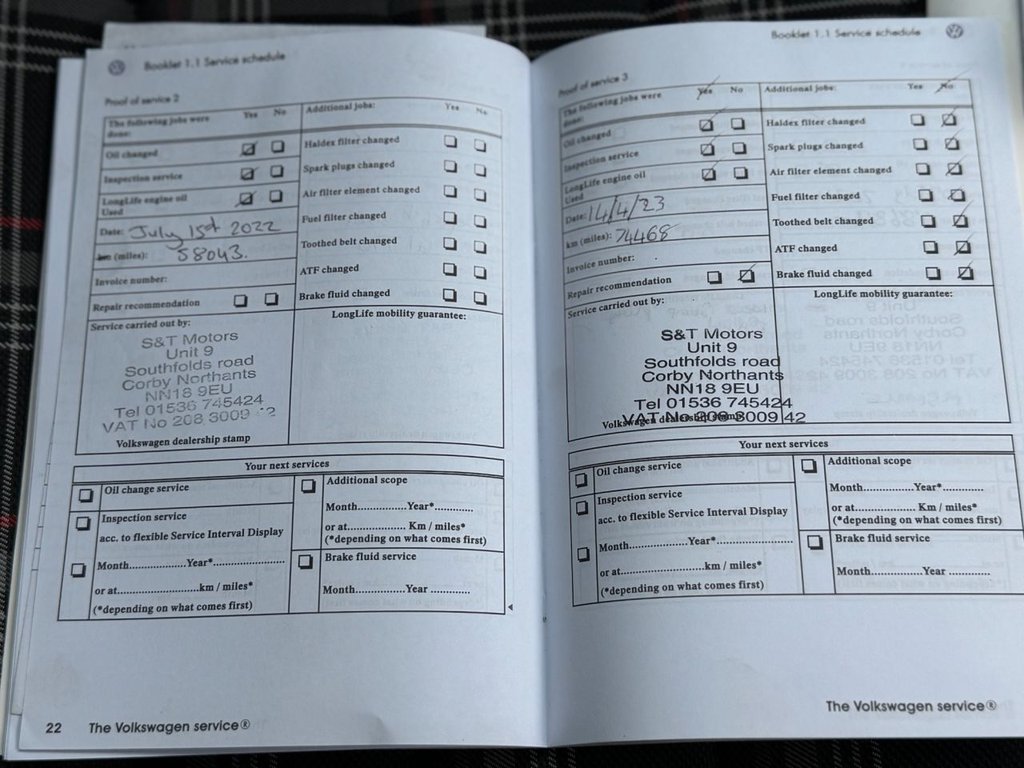 Booklet 1.1 Service schedule
Proof of service 2
The following jobs were done: Yes No
Oil changed
Inspection service
LongLife engine oil Used
Date: July 1st 2022
km (miles): 58043.
Invoice number:
Repair recommendation
Additional jobs: Yes No
Haldex filter changed
Spark plugs changed
Air filter element changed
Fuel filter changed
Toothed belt changed
ATF changed
Brake fluid changed
Service carried out by:
S&T Motors
Unit 9
Southfolds road
Corby Northants
NN18 9EU
Tel 01536 745424
VAT No 208 3009 42
Volkswagen dealership stamp
LongLife mobility guarantee:
Your next services
Oil change service
Inspection service
acc. to flexible Service Interval Display
Month..................Year*........................
or at............................km / miles*
(*depending on what comes first)
Additional scope
Month.................Year*..............
or at.................... Km / miles*
(*depending on what comes first)
Brake fluid service
Month.................Year .............
22 The Volkswagen service®
Booklet 1.1 Service schedule
Proof of service 3
The following jobs were done: Yes No
Oil changed
Inspection service
LongLife engine oil Used
Date: 14/4/23
km (miles): 74468
Invoice number:
Repair recommendation
Additional jobs: Yes No
Haldex filter changed
Spark plugs changed
Air filter element changed
Fuel filter changed
Toothed belt changed
ATF changed
Brake fluid changed
Service carried out by:
S&T Motors
Unit 9
Southfolds road
Corby Northants
NN18 9EU
Tel 01536 745424
VAT No 208 3009 42
Volkswagen dealership stamp
LongLife mobility guarantee:
Your next services
Oil change service
Inspection service
acc. to flexible Service Interval Display
Month..................Year*........................
or at..........................km / miles*
(*depending on what comes first)
Additional scope
Month.................Year*.............
or at.................... Km / miles*
(*depending on what comes first)
Brake fluid service
Month.................Year .............
The Volkswagen service®